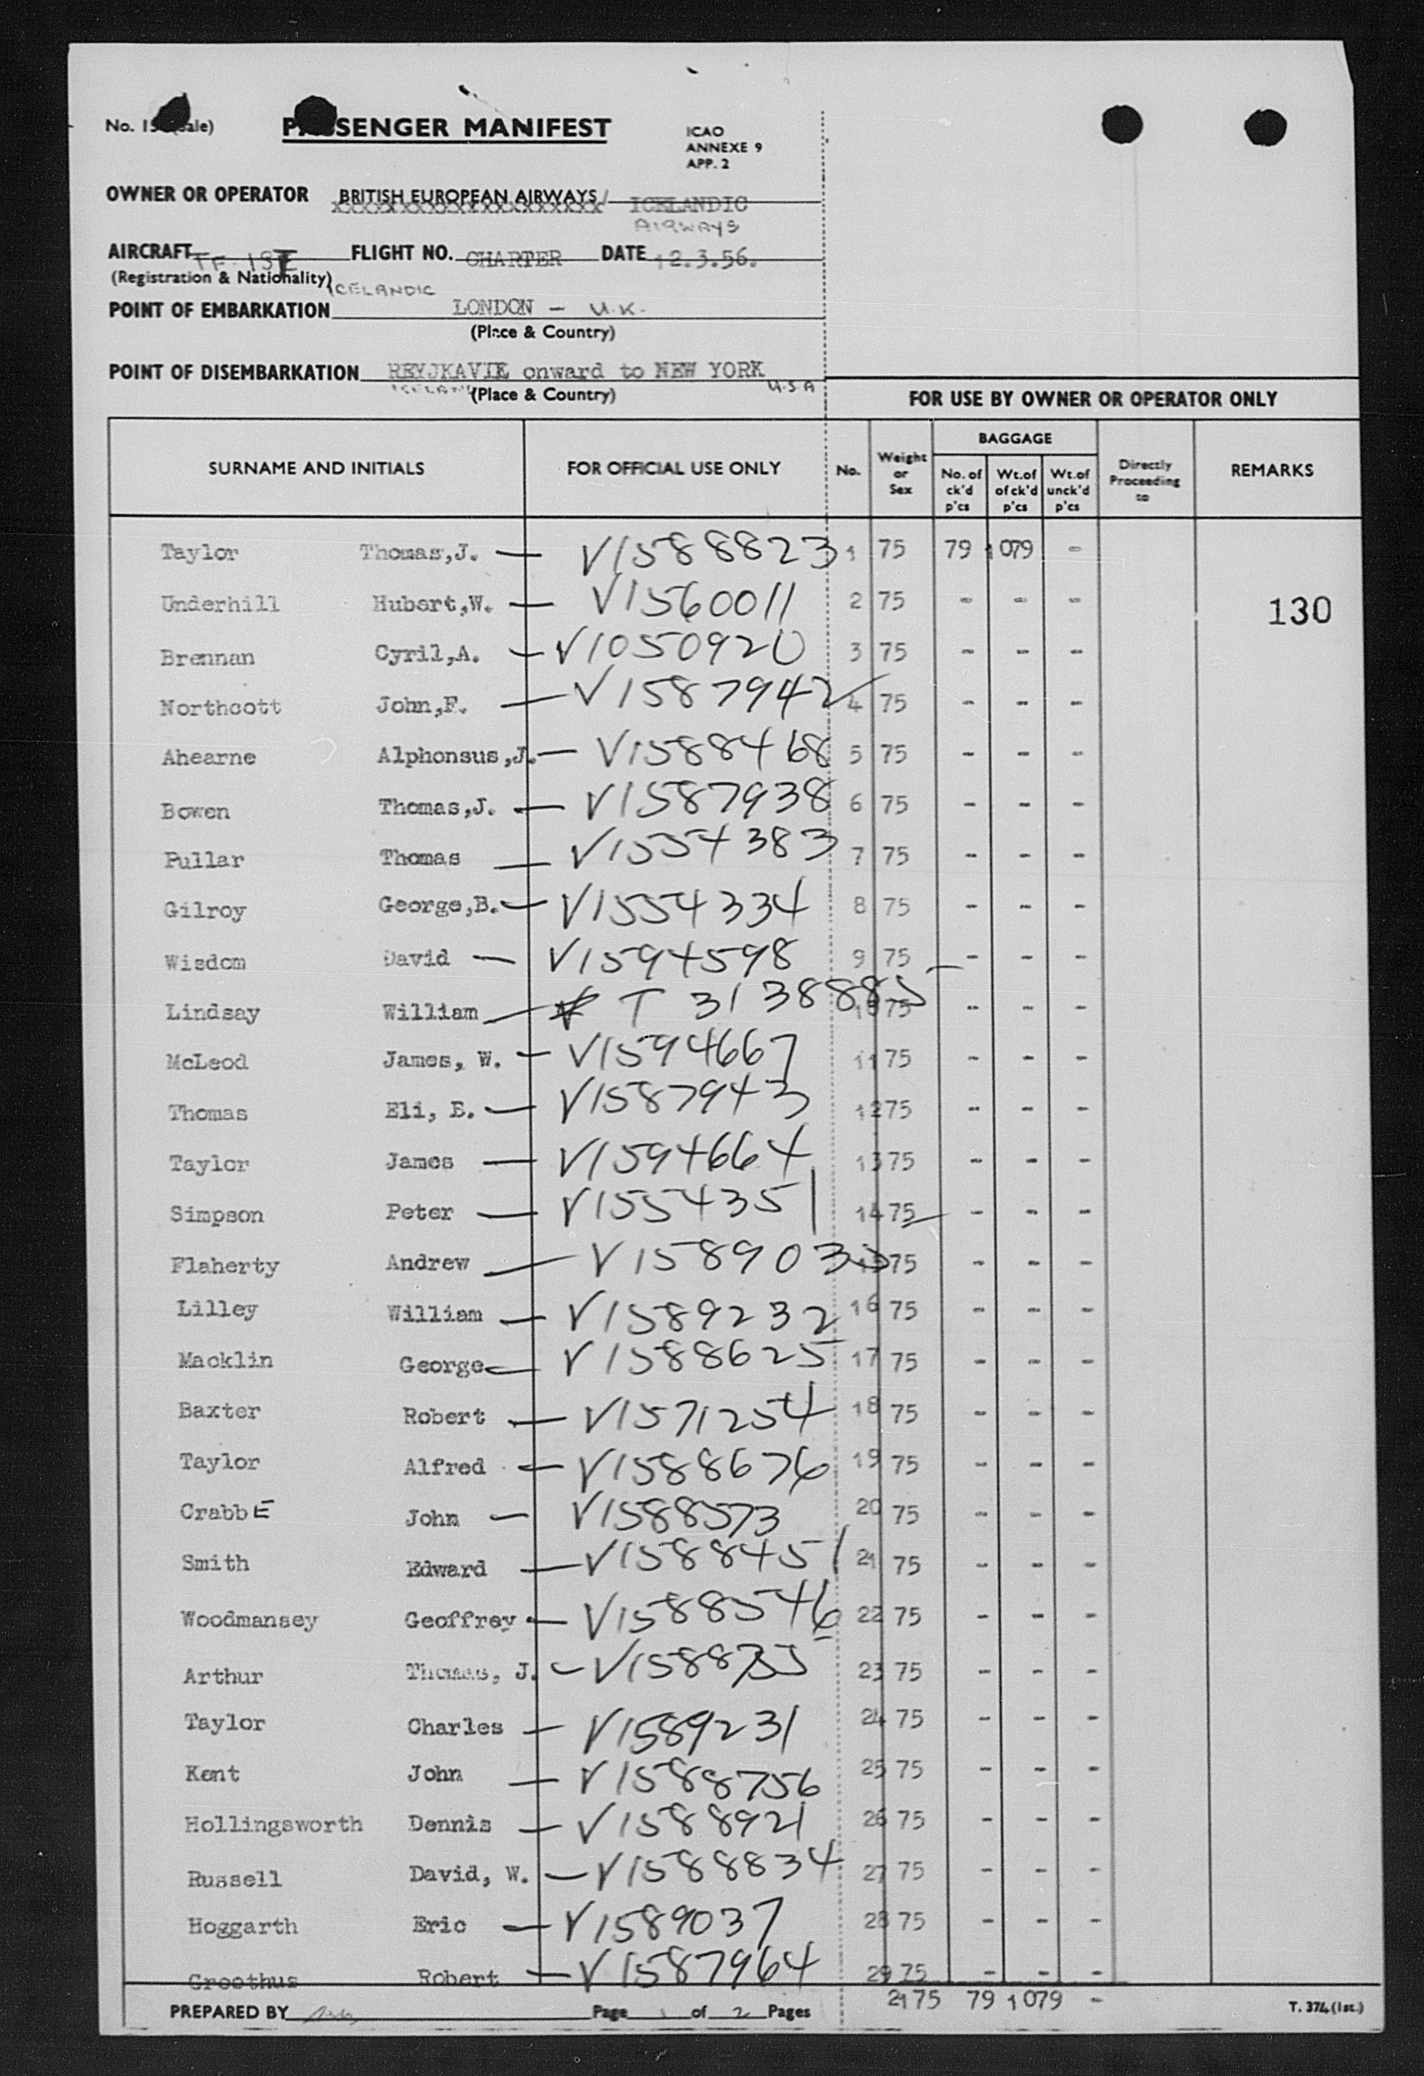 No. 15 (Sale) PASSENGER MANIFEST ICAO
ANNEXE 9
APP. 2
OWNER OR OPERATOR BRITISH EUROPEAN AIRWAYS/ ICELANDIC
AIRWAYS
AIRCRAFT TF-ISE FLIGHT NO. CHARTER DATE 12.3.56.
(Registration & Nationality) ICELANDIC
POINT OF EMBARKATION LONDON - U.K.
(Place & Country)
POINT OF DISEMBARKATION REYJKAVIK onward to NEW YORK
ICELAND (Place & Country) U.S.A
FOR USE BY OWNER OR OPERATOR ONLY
SURNAME AND INITIALS FOR OFFICIAL USE ONLY No. Weight or Sex BAGGAGE No. of ck'd p'cs Wt.of of ck'd p'cs Wt.of unck'd p'cs Directly Proceeding to REMARKS
Taylor Thomas,J. — V1588823 1 75 79 1079 -
Underhill Hubert,W. — V1560011 2 75 - - - 130
Brennan Cyril,A. — V1050920 3 75 - - -
Northcott John,F. — V1587942 4 75 - - -
Ahearne Alphonsus,J. — V1588468 5 75 - - -
Bowen Thomas,J. — V1587938 6 75 - - -
Pullar Thomas — V1554383 7 75 - - -
Gilroy George,B. — V1554334 8 75 - - -
Wisdom David — V1594598 9 75 - - -
Lindsay William — T 3138885 10 75 - - -
McLeod James, W. — V1594667 11 75 - - -
Thomas Eli, E. — V1587943 12 75 - - -
Taylor James — V1594664 13 75 - - -
Simpson Peter — V1554351 14 75 - - -
Flaherty Andrew — V158903 15 75 - - -
Lilley William — V1589232 16 75 - - -
Macklin George — V1588625 17 75 - - -
Baxter Robert — V1571254 18 75 - - -
Taylor Alfred — V1588676 19 75 - - -
CrabbE John — V1588573 20 75 - - -
Smith Edward — V1588451 21 75 - - -
Woodmansey Geoffrey — V1588546 22 75 - - -
Arthur Thomas, J. — 23 75 - - -
Taylor Charles — V1589231 24 75 - - -
Kent John — V1588756 25 75 - - -
Hollingsworth Dennis — V1588921 26 75 - - -
Russell David, W. — V1588834 27 75 - - -
Hoggarth Eric — V1589037 28 75 - - -
Groothus Robert — V1587964 29 75 - - -
PREPARED BY Page 1 of 2 Pages 2175 79 1079 - T. 374 (1st.)